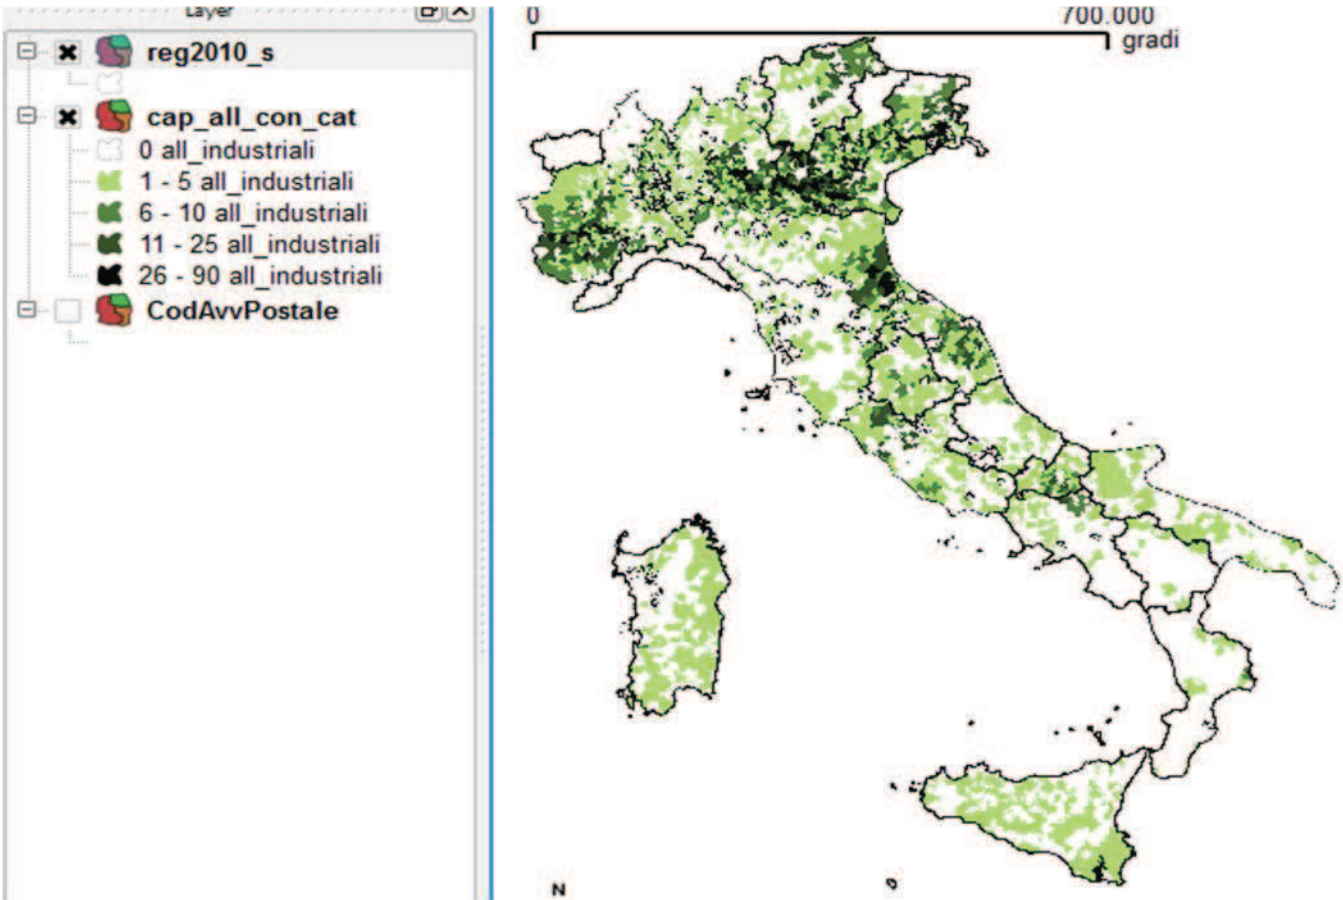 Layer
reg2010_s
cap_all_con_cat
0 all_industriali
1 - 5 all_industriali
6 - 10 all_industriali
11 - 25 all_industriali
26 - 90 all_industriali
CodAvvPostale
0 700.000
gradi
N